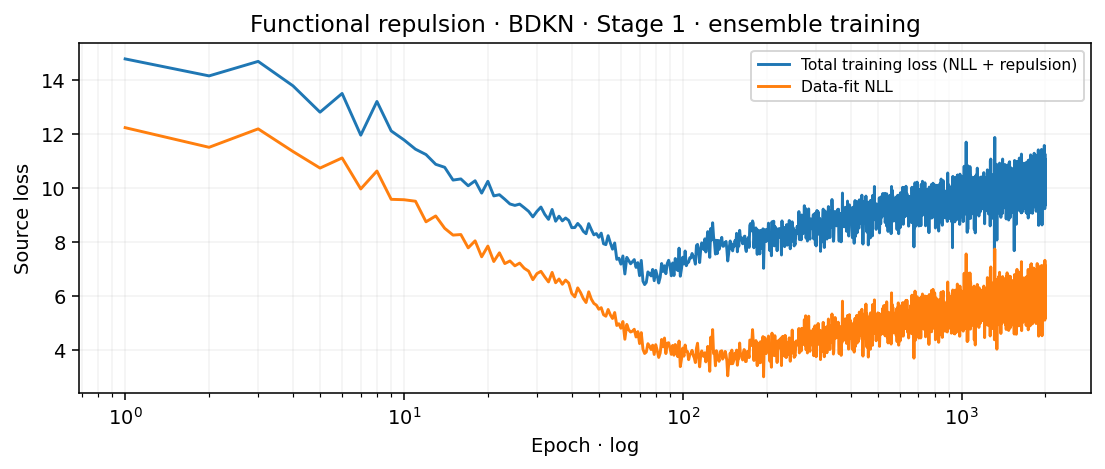 Functional repulsion · BDKN · Stage 1 · ensemble training
Total training loss (NLL + repulsion)
Data-fit NLL
Source loss
14
12
10
8
6
4
10⁰
10¹
10²
10³
Epoch · log